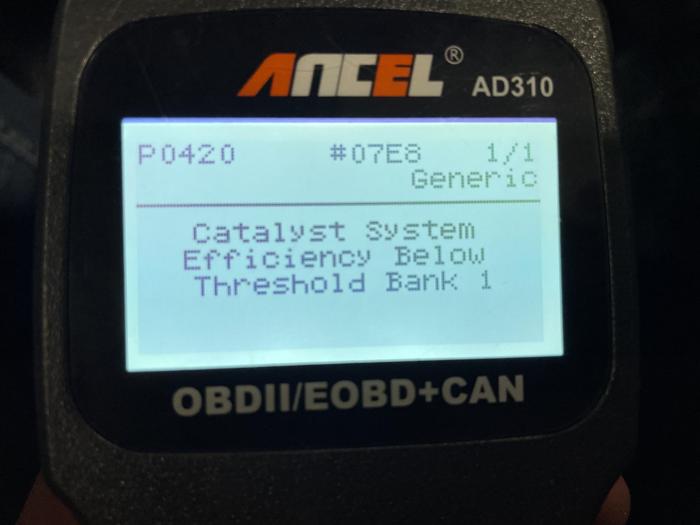 ANCEL® AD310
P0420 #07E8 1/1
Generic
Catalyst System
Efficiency Below
Threshold Bank 1
OBDII/EOBD+CAN